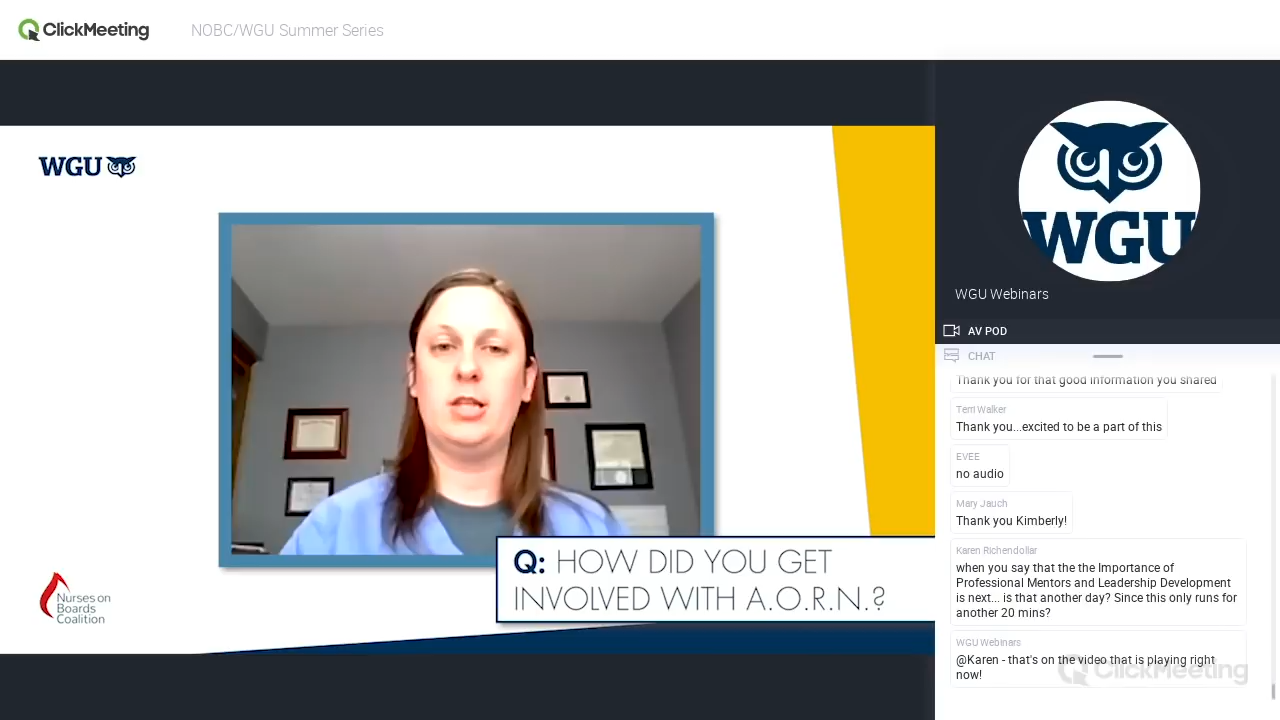 ClickMeeting
NOBC/WGU Summer Series
WGU
Q: HOW DID YOU GET
INVOLVED WITH A.O.R.N.?
Nurses on
Boards
Coalition
WGU
WGU Webinars
AV POD
CHAT
Thank you for that good information you shared
Terri Walker
Thank you...excited to be a part of this
EVEE
no audio
Mary Jauch
Thank you Kimberly!
Karen Richendollar
when you say that the the Importance of
Professional Mentors and Leadership Development
is next... is that another day? Since this only runs for
another 20 mins?
WGU Webinars
@Karen - that's on the video that is playing right
now!
ClickMeeting